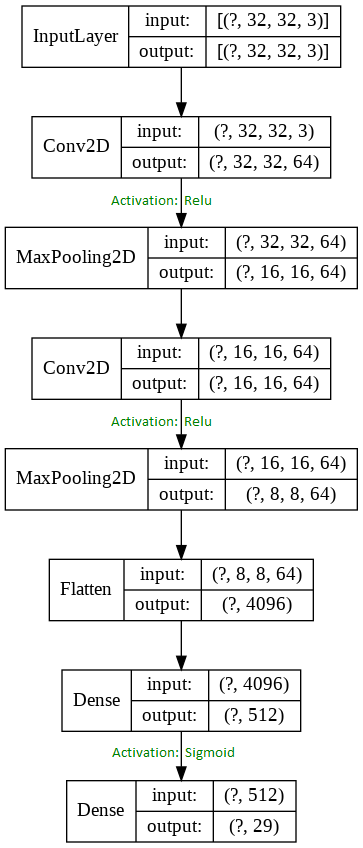 InputLayer input: [(?, 32, 32, 3)]
output: [(?, 32, 32, 3)]
Conv2D input: (?, 32, 32, 3)
output: (?, 32, 32, 64)
Activation: Relu
MaxPooling2D input: (?, 32, 32, 64)
output: (?, 16, 16, 64)
Conv2D input: (?, 16, 16, 64)
output: (?, 16, 16, 64)
Activation: Relu
MaxPooling2D input: (?, 16, 16, 64)
output: (?, 8, 8, 64)
Flatten input: (?, 8, 8, 64)
output: (?, 4096)
Dense input: (?, 4096)
output: (?, 512)
Activation: Sigmoid
Dense input: (?, 512)
output: (?, 29)